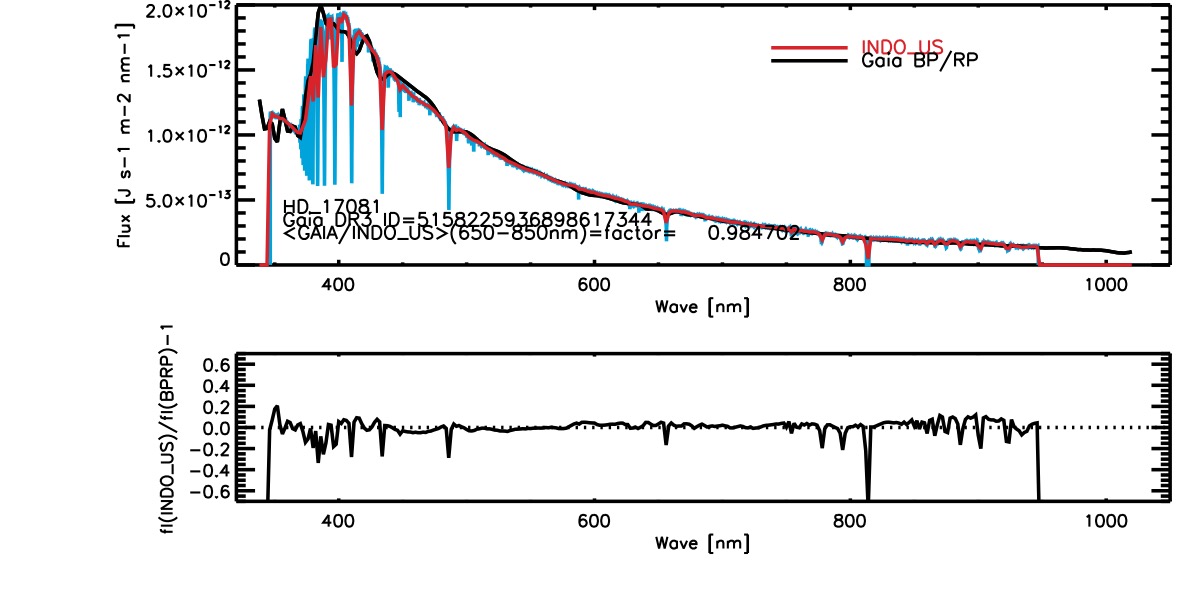 2.0×10−12
1.5×10−12
1.0×10−12
5.0×10−13
0
Flux [J s−1 m−2 nm−1]
INDO_US
Gaia BP/RP
HD_17081
Gaia DR3 ID=5158225936898617344
<GAIA/INDO_US>(650−850nm)=factor= 0.984702
400 600 800 1000
Wave [nm]
fl(INDO_US)/fl(BPRP)−1
0.6
0.4
0.2
0.0
−0.2
−0.4
−0.6
400 600 800 1000
Wave [nm]